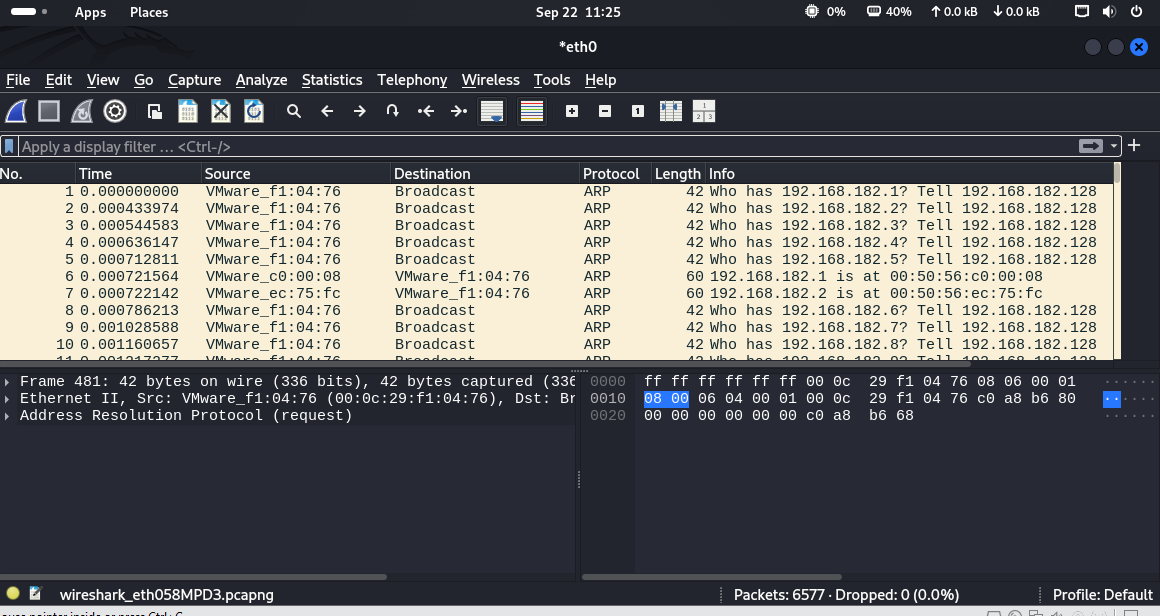 Apps Places Sep 22 11:25 0% 40% 0.0 kB 0.0 kB
*eth0
File Edit View Go Capture Analyze Statistics Telephony Wireless Tools Help
Apply a display filter … <Ctrl-/>
No. Time Source Destination Protocol Length Info
1 0.000000000 VMware_f1:04:76 Broadcast ARP 42 Who has 192.168.182.1? Tell 192.168.182.128
2 0.000433974 VMware_f1:04:76 Broadcast ARP 42 Who has 192.168.182.2? Tell 192.168.182.128
3 0.000544583 VMware_f1:04:76 Broadcast ARP 42 Who has 192.168.182.3? Tell 192.168.182.128
4 0.000636147 VMware_f1:04:76 Broadcast ARP 42 Who has 192.168.182.4? Tell 192.168.182.128
5 0.000712811 VMware_f1:04:76 Broadcast ARP 42 Who has 192.168.182.5? Tell 192.168.182.128
6 0.000721564 VMware_c0:00:08 VMware_f1:04:76 ARP 60 192.168.182.1 is at 00:50:56:c0:00:08
7 0.000722142 VMware_ec:75:fc VMware_f1:04:76 ARP 60 192.168.182.2 is at 00:50:56:ec:75:fc
8 0.000786213 VMware_f1:04:76 Broadcast ARP 42 Who has 192.168.182.6? Tell 192.168.182.128
9 0.001028588 VMware_f1:04:76 Broadcast ARP 42 Who has 192.168.182.7? Tell 192.168.182.128
10 0.001160657 VMware_f1:04:76 Broadcast ARP 42 Who has 192.168.182.8? Tell 192.168.182.128
Frame 481: 42 bytes on wire (336 bits), 42 bytes captured (336
Ethernet II, Src: VMware_f1:04:76 (00:0c:29:f1:04:76), Dst: Br
Address Resolution Protocol (request)
0000 ff ff ff ff ff ff 00 0c 29 f1 04 76 08 06 00 01 ······
0010 08 00 06 04 00 01 00 0c 29 f1 04 76 c0 a8 b6 80 ······
0020 00 00 00 00 00 00 c0 a8 b6 68 ······
wireshark_eth058MPD3.pcapng Packets: 6577 · Dropped: 0 (0.0%) Profile: Default